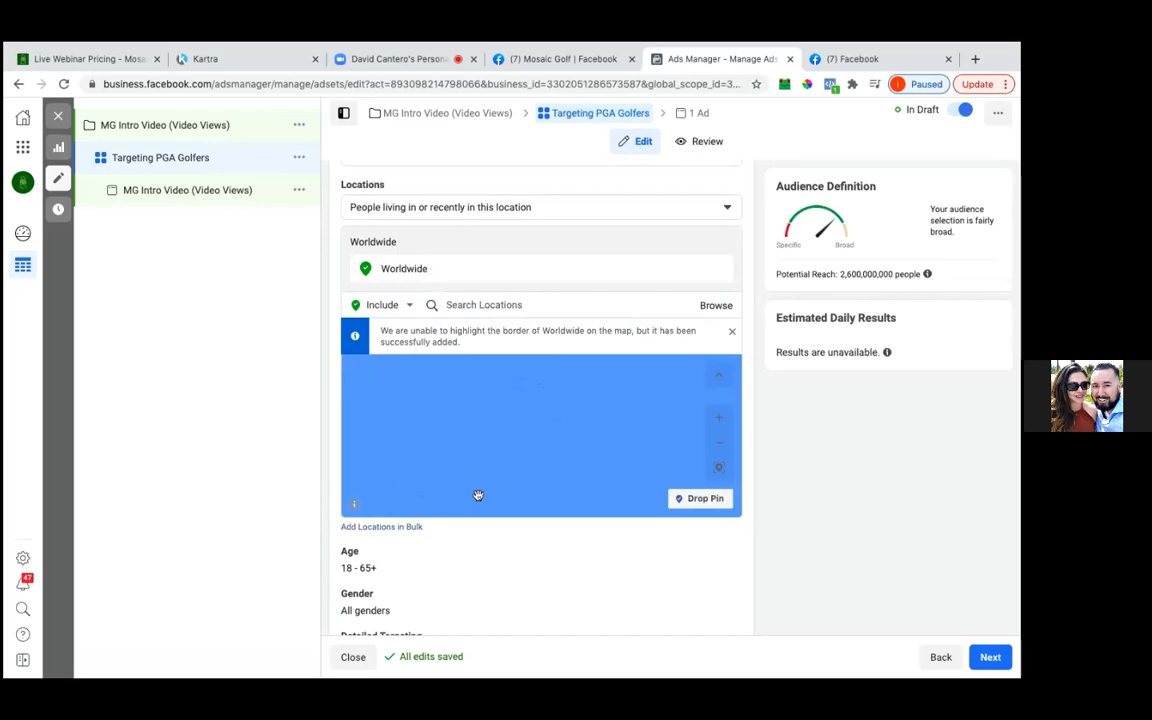 Live Webinar Pricing - Mosa
Kartra
David Cantero's Persona
(7) Mosaic Golf | Facebook
Ads Manager - Manage Ads
(7) Facebook
business.facebook.com/adsmanager/manage/adsets/edit?act=893098214798066&business_id=3302051286573587&global_scope_id=3...
Paused
Update
MG Intro Video (Video Views)
Targeting PGA Golfers
MG Intro Video (Video Views)
47
MG Intro Video (Video Views)
Targeting PGA Golfers
1 Ad
In Draft
Edit
Review
Locations
People living in or recently in this location
Worldwide
Worldwide
Include
Search Locations
Browse
We are unable to highlight the border of Worldwide on the map, but it has been
successfully added.
Drop Pin
Add Locations in Bulk
Age
18 - 65+
Gender
All genders
Detailed Targeting
Close
All edits saved
Back
Next
Audience Definition
Specific
Broad
Your audience
selection is fairly
broad.
Potential Reach: 2,600,000,000 people
Estimated Daily Results
Results are unavailable.